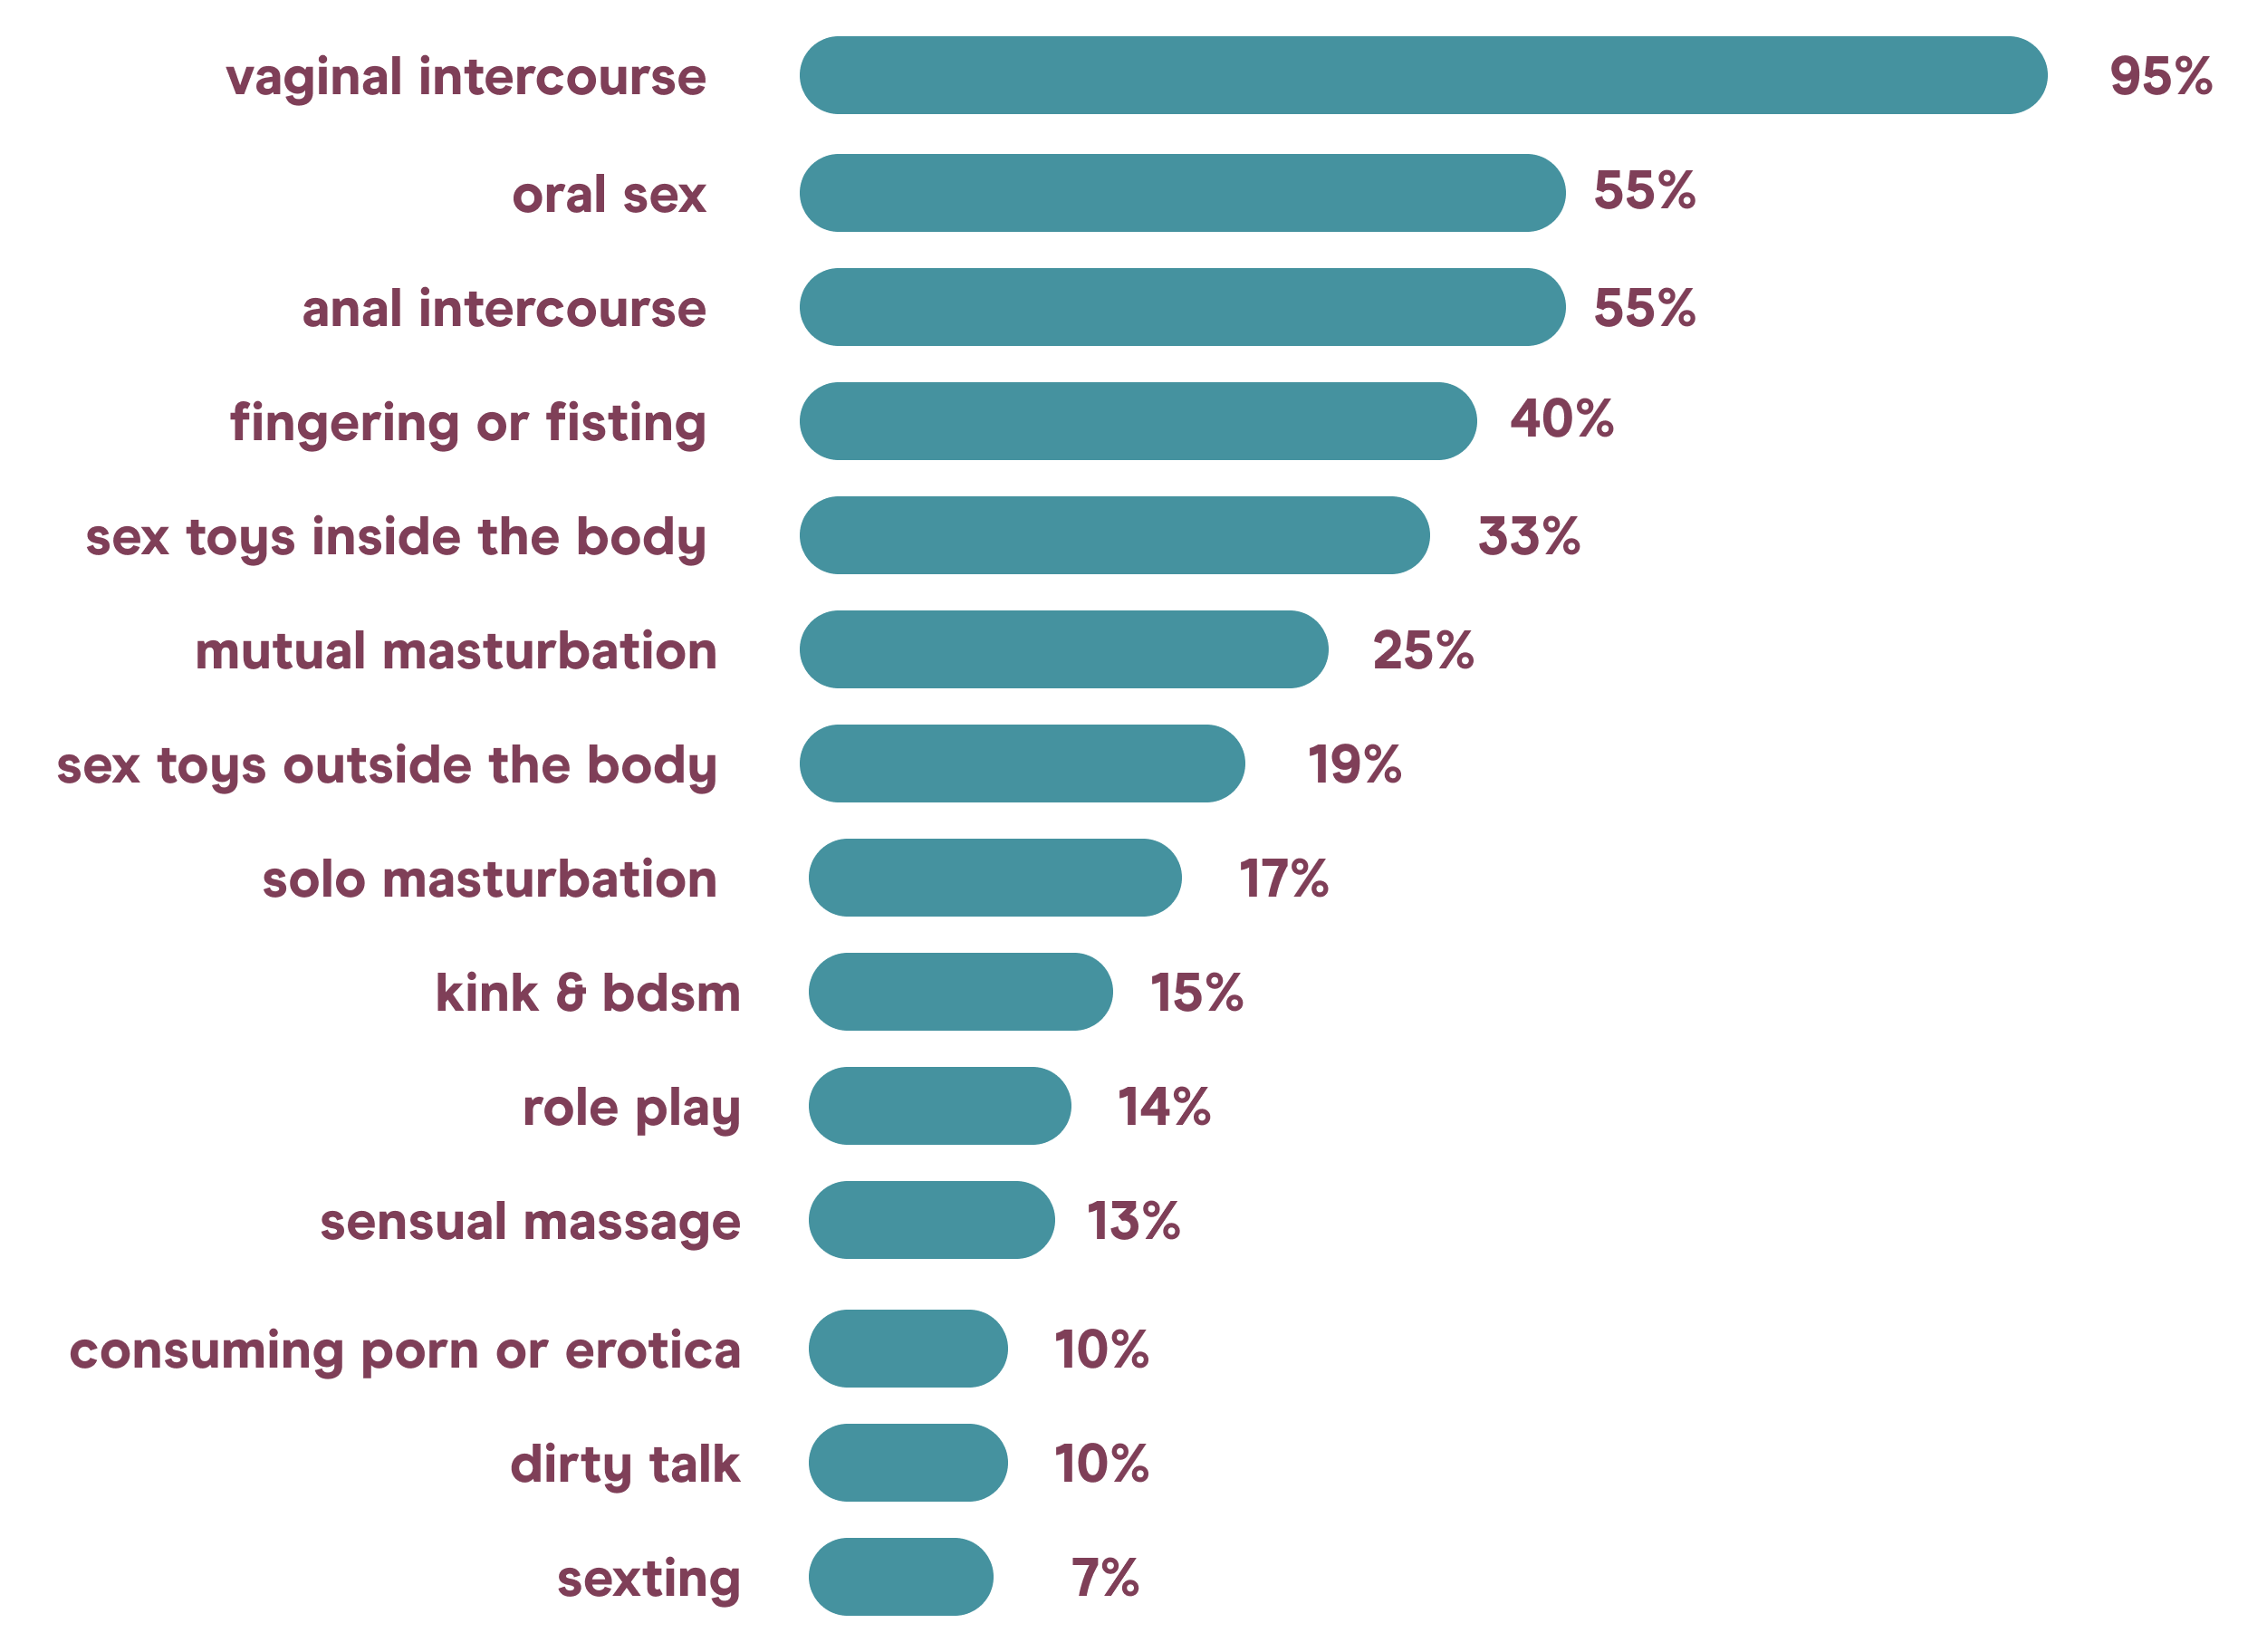 vaginal intercourse 95%
oral sex 55%
anal intercourse 55%
fingering or fisting 40%
sex toys inside the body 33%
mutual masturbation 25%
sex toys outside the body 19%
solo masturbation 17%
kink & bdsm 15%
role play 14%
sensual massage 13%
consuming porn or erotica 10%
dirty talk 10%
sexting 7%